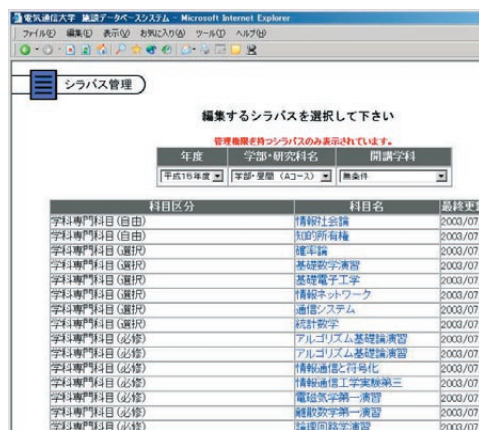 電気通信大学 施設データベースシステム - Microsoft Internet Explorer
ファイル(F) 編集(E) 表示(V) お気に入り(A) ツール(T) ヘルプ(H)
シラバス管理
編集するシラバスを選択して下さい
管理権限を持つシラバスのみ表示されています。
年度 学部・研究科名 開講学科
平成15年度 学部・昼間 (Aコース) 無条件
科目区分 科目名 最終更
学科専門科目(自由) 情報社会論 2003/07
学科専門科目(自由) 知的所有権 2003/07
学科専門科目(選択) 確率論 2003/07
学科専門科目(選択) 基礎数学演習 2003/07
学科専門科目(選択) 基礎電子工学 2003/07
学科専門科目(選択) 情報ネットワーク 2003/07
学科専門科目(選択) 通信システム 2003/07
学科専門科目(選択) 統計数学 2003/07
学科専門科目(必修) アルゴリズム基礎論演習 2003/07
学科専門科目(必修) アルゴリズム基礎論演習 2003/07
学科専門科目(必修) 情報通信と符号化 2003/07
学科専門科目(必修) 情報通信工学実験第三 2003/07
学科専門科目(必修) 電磁気学第一演習 2003/07
学科専門科目(必修) 離散数学第一演習 2003/07
学科専門科目(必修) 論理回路学演習 2003/07